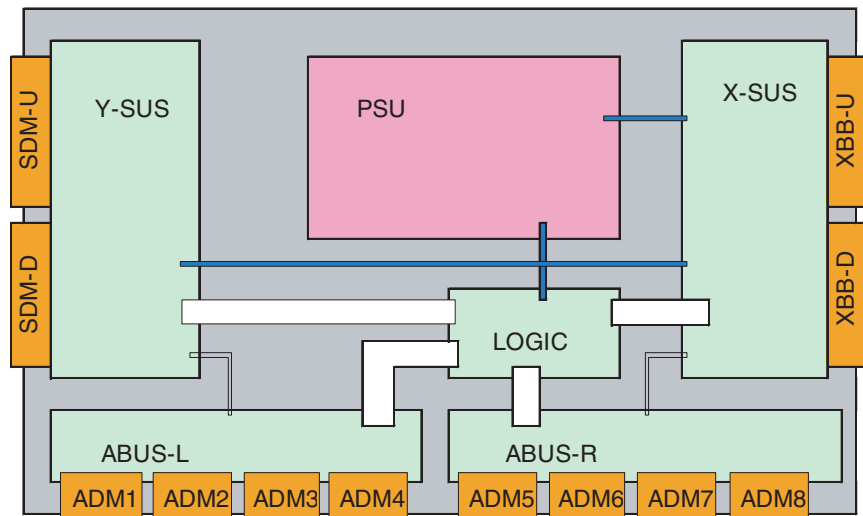 SDM-U
Y-SUS
PSU
X-SUS
XBB-U
SDM-D
LOGIC
XBB-D
ABUS-L
ABUS-R
ADM1
ADM2
ADM3
ADM4
ADM5
ADM6
ADM7
ADM8